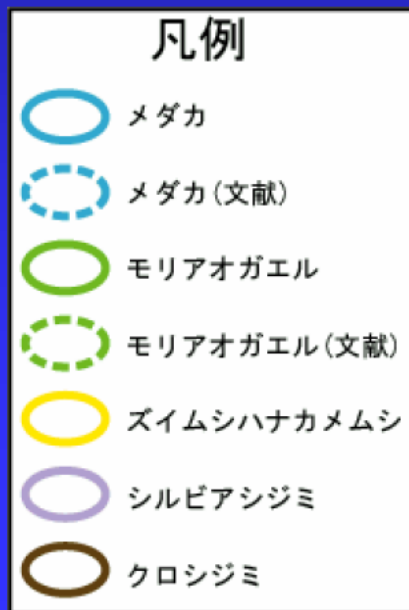 凡例
メダカ
メダカ(文献)
モリアオガエル
モリアオガエル(文献)
ズイムシハナカメムシ
シルビアシジミ
クロシジミ